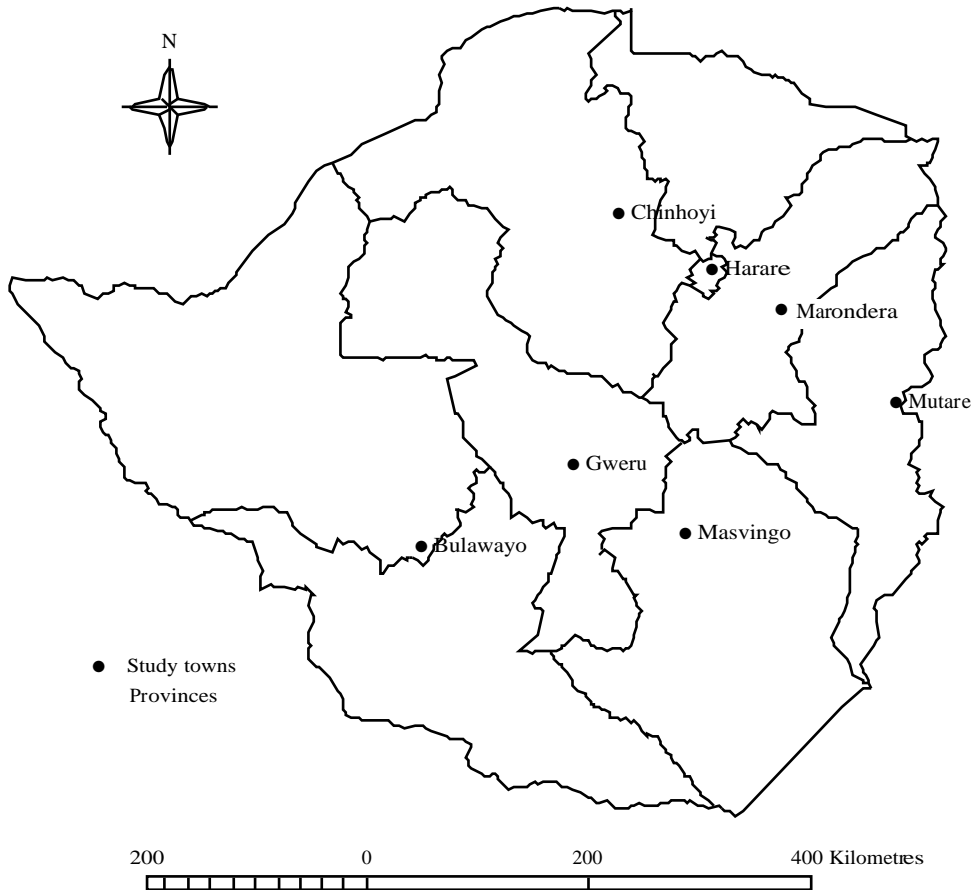 N
Chinhoyi
Harare
Marondera
Mutare
Gweru
Masvingo
Bulawayo
Study towns
Provinces
200 0 200 400 Kilometres